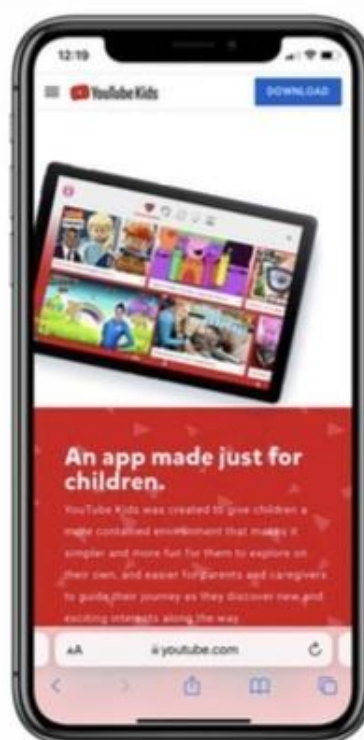 12:19
YouTube Kids
DOWNLOAD
An app made just for
children.
YouTube Kids was created to give children a
more contained environment that makes it
simpler and more fun for them to explore on
their own, and easier for parents and caregivers
to guide their journey as they discover new and
exciting interests along the way
AA
youtube.com